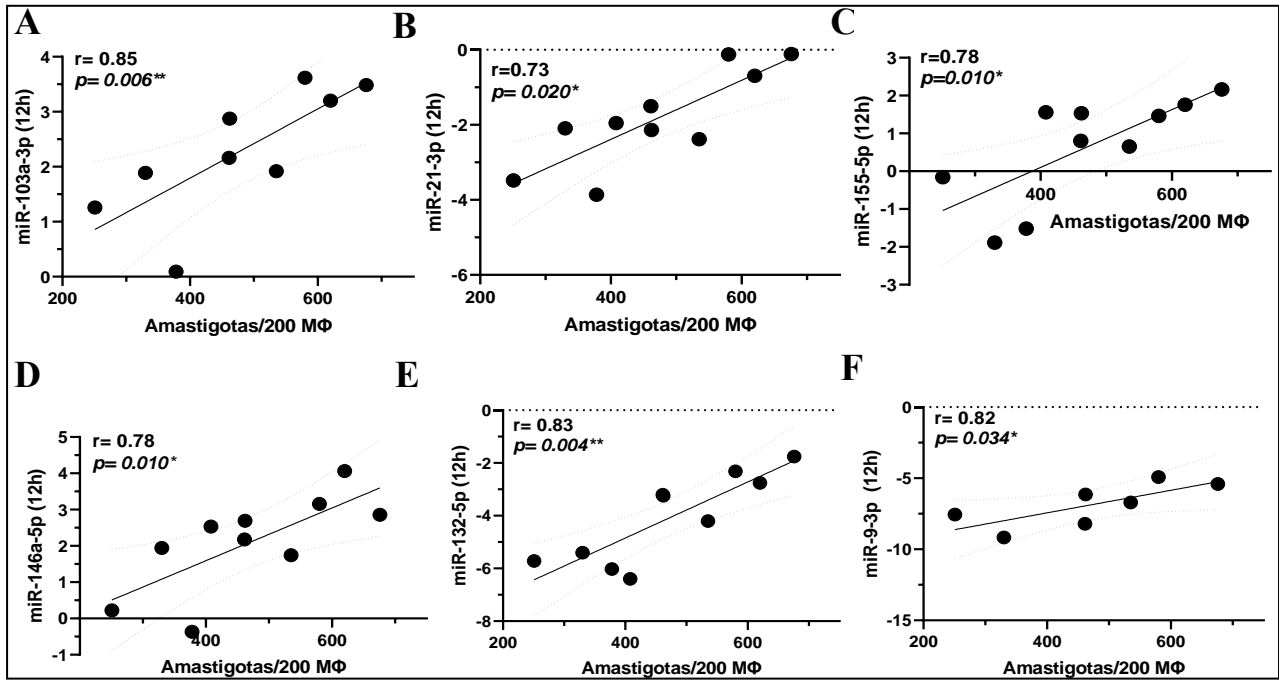 A
r= 0.85
p= 0.006**
miR-103a-3p (12h)
4
3
2
1
0
200
400
600
Amastigotas/200 MΦ
B
r=0.73
p= 0.020*
miR-21-3p (12h)
0
-2
-4
-6
200
400
600
Amastigotas/200 MΦ
C
r=0.78
p=0.010*
miR-155-5p (12h)
3
2
1
0
-1
-2
-3
400
600
Amastigotas/200 MΦ
D
r= 0.78
p= 0.010*
miR-146a-5p (12h)
5
4
3
2
1
0
-1
400
600
Amastigotas/200 MΦ
E
r= 0.83
p= 0.004**
miR-132-5p (12h)
0
-2
-4
-6
-8
200
400
600
Amastigotas/200 MΦ
F
r= 0.82
p= 0.034*
miR-9-3p (12h)
0
-5
-10
-15
200
400
600
Amastigotas/200 MΦ